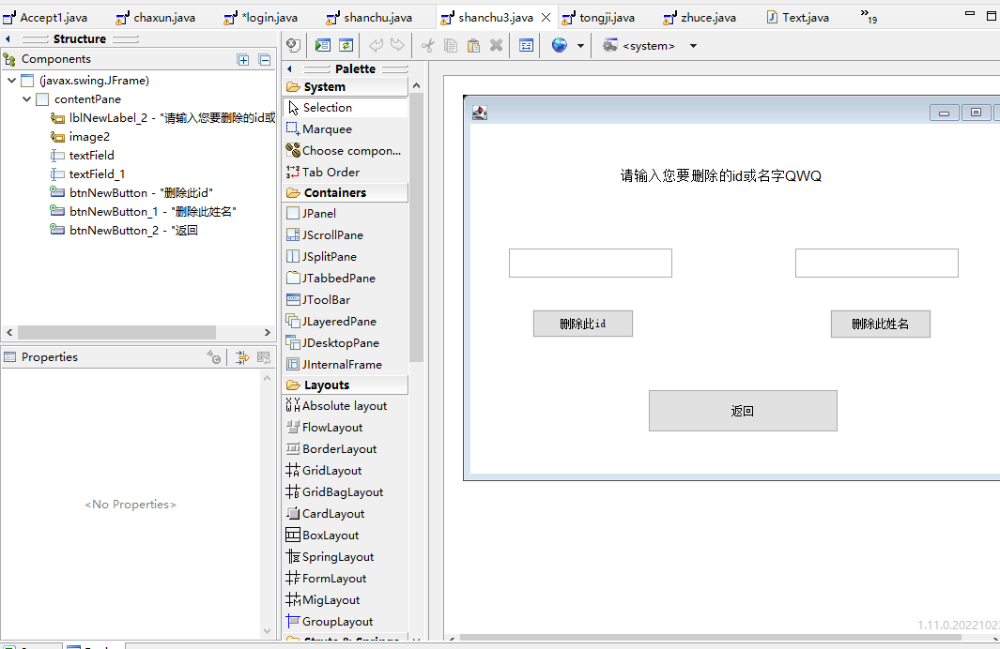 Accept1.java
chaxun.java
*login.java
shanchu.java
shanchu3.java
tongji.java
zhuce.java
Text.java
»19
Structure
Components
(javax.swing.JFrame)
contentPane
lblNewLabel_2 - "请输入您要删除的id或
image2
textField
textField_1
btnNewButton - "删除此id"
btnNewButton_1 - "删除此姓名"
btnNewButton_2 - "返回
Properties
<No Properties>
<system>
Palette
System
Selection
Marquee
Choose compon...
Tab Order
Containers
JPanel
JScrollPane
JSplitPane
JTabbedPane
JToolBar
JLayeredPane
JDesktopPane
JInternalFrame
Layouts
Absolute layout
FlowLayout
BorderLayout
GridLayout
GridBagLayout
CardLayout
BoxLayout
SpringLayout
FormLayout
MigLayout
GroupLayout
请输入您要删除的id或名字QWQ
删除此id
删除此姓名
返回
1.11.0.2022102